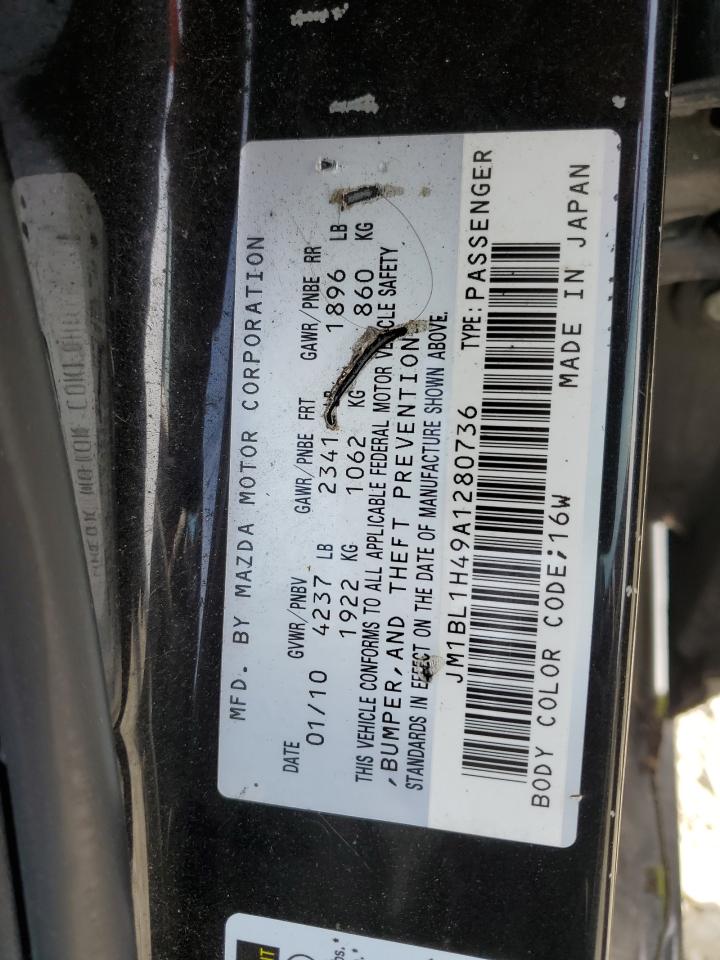 MFD. BY MAZDA MOTOR CORPORATION
DATE GVWR/PNBV GAWR/PNBE FRT GAWR/PNBE RR
01/10 4237 LB 2341 LB 1896 LB
1922 KG 1062 KG 860 KG
THIS VEHICLE CONFORMS TO ALL APPLICABLE FEDERAL MOTOR VEHICLE SAFETY
,BUMPER,AND THEFT PREVENTION
STANDARDS IN EFFECT ON THE DATE OF MANUFACTURE SHOWN ABOVE.
JM1BL1H49A1280736 TYPE:PASSENGER
BODY COLOR CODE;16W MADE IN JAPAN